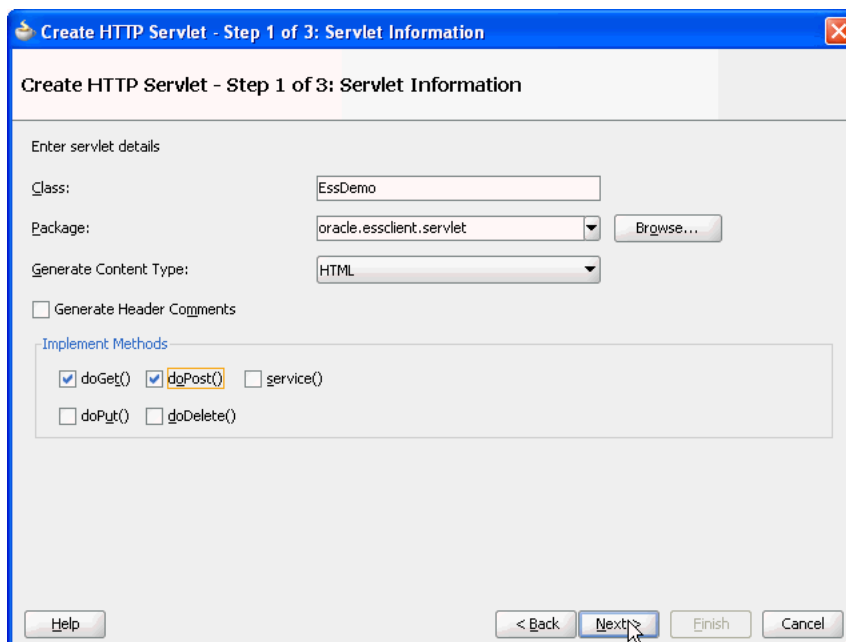 Create HTTP Servlet - Step 1 of 3: Servlet Information
Create HTTP Servlet - Step 1 of 3: Servlet Information
Enter servlet details
Class: EssDemo
Package: oracle.essclient.servlet Browse...
Generate Content Type: HTML
Generate Header Comments
Implement Methods
doGet() doPost() service()
doPut() doDelete()
Help < Back Next > Finish Cancel